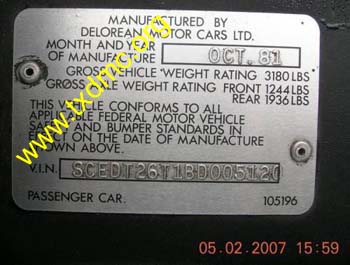 MANUFACTURED BY
DELOREAN MOTOR CARS LTD.
MONTH AND YEAR
OF MANUFACTURE OCT. 81
GROSS VEHICLE WEIGHT RATING 3180 LBS
GROSS VEHICLE WEIGHT RATING FRONT 1244 LBS
REAR 1936 LBS
THIS VEHICLE CONFORMS TO ALL
APPLICABLE FEDERAL MOTOR VEHICLE
SAFETY AND BUMPER STANDARDS IN
EFFECT ON THE DATE OF MANUFACTURE
SHOWN ABOVE.
V.I.N. SCEDT26T1BD005120
PASSENGER CAR. 105196
www.txdmc.com
05.02.2007 15:59